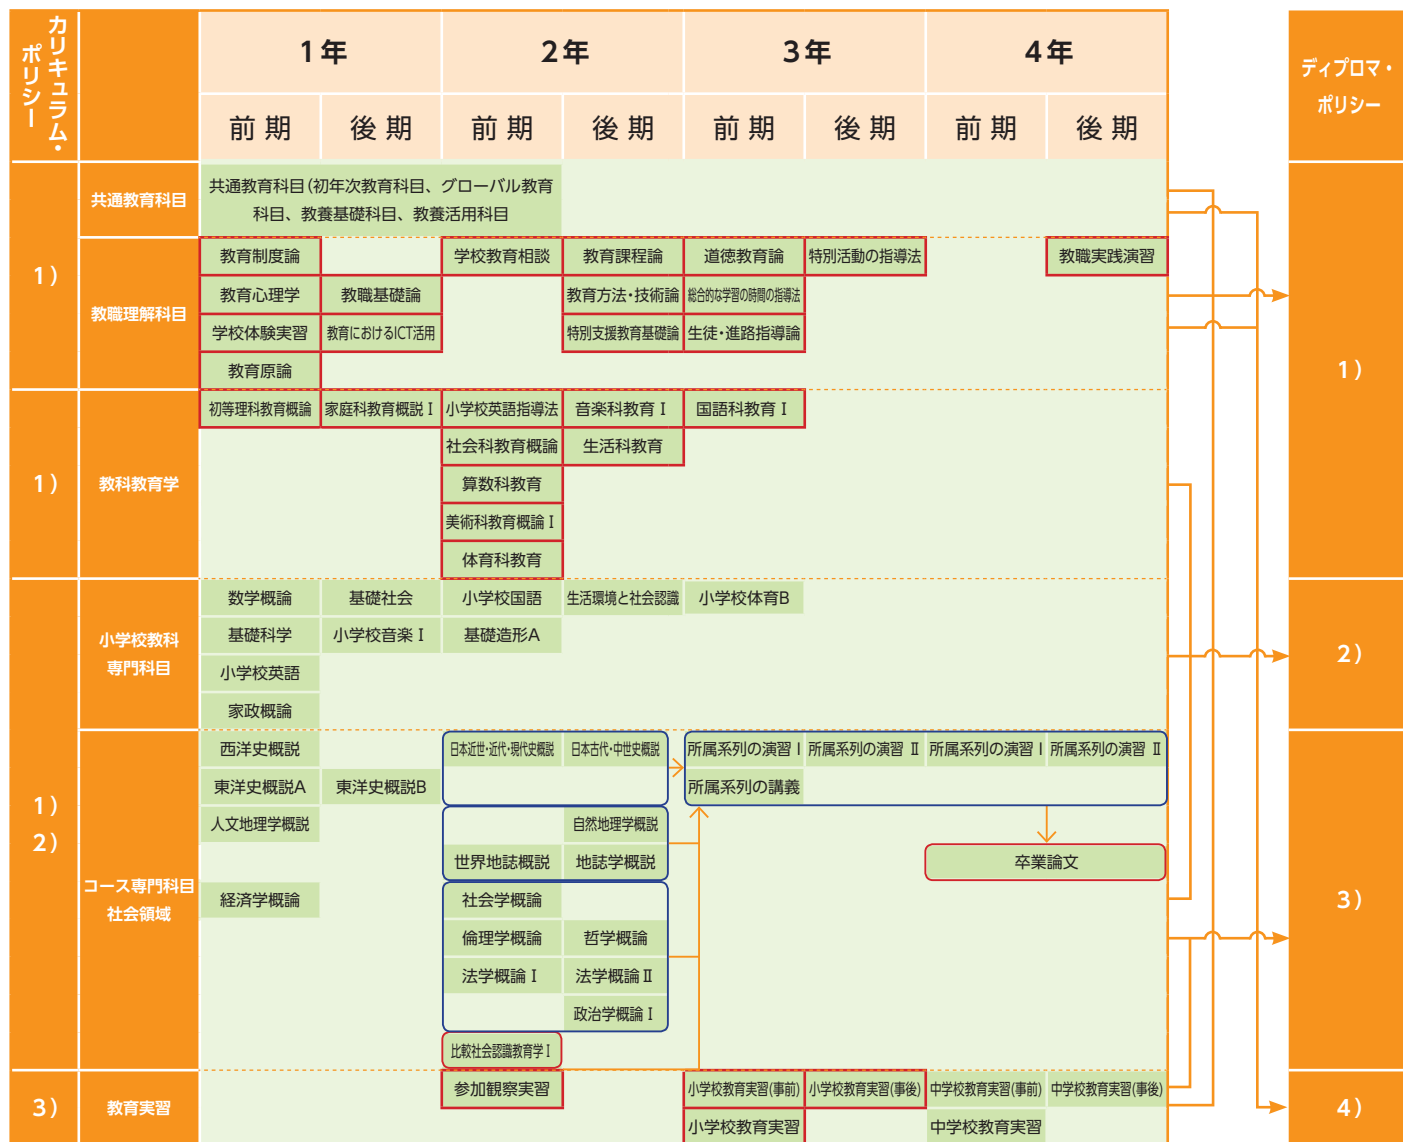 カリキュラム・
ポリシー
1年
2年
3年
4年
ディプロマ・
ポリシー
前 期
後 期
前 期
後 期
前 期
後 期
前 期
後 期
1)
共通教育科目
共通教育科目(初年次教育科目、グローバル教育
科目、教養基礎科目、教養活用科目
教職理解科目
教育制度論
学校教育相談
教育課程論
道徳教育論
特別活動の指導法
教職実践演習
教育心理学
教職基礎論
教育方法・技術論
総合的な学習の時間の指導法
学校体験実習
教育におけるICT活用
特別支援教育基礎論
生徒・進路指導論
教育原論
1)
1)
教科教育学
初等理科教育概論
家庭科教育概説 I
小学校英語指導法
音楽科教育 I
国語科教育 I
社会科教育概論
生活科教育
算数科教育
美術科教育概論 I
体育科教育
1)
2)
小学校教科
専門科目
数学概論
基礎社会
小学校国語
生活環境と社会認識
小学校体育B
基礎科学
小学校音楽 I
基礎造形A
小学校英語
家政概論
2)
コース専門科目
社会領域
西洋史概説
日本近世・近代・現代史概説
日本古代・中世史概説
所属系列の演習 I
所属系列の演習 II
所属系列の演習 I
所属系列の演習 II
東洋史概説A
東洋史概説B
所属系列の講義
人文地理学概説
自然地理学概説
世界地誌概説
地誌学概説
卒業論文
経済学概論
社会学概論
倫理学概論
哲学概論
法学概論 I
法学概論 II
政治学概論 I
比較社会認識教育学 I
3)
3)
教育実習
参加観察実習
小学校教育実習(事前)
小学校教育実習(事後)
中学校教育実習(事前)
中学校教育実習(事後)
小学校教育実習
中学校教育実習
4)